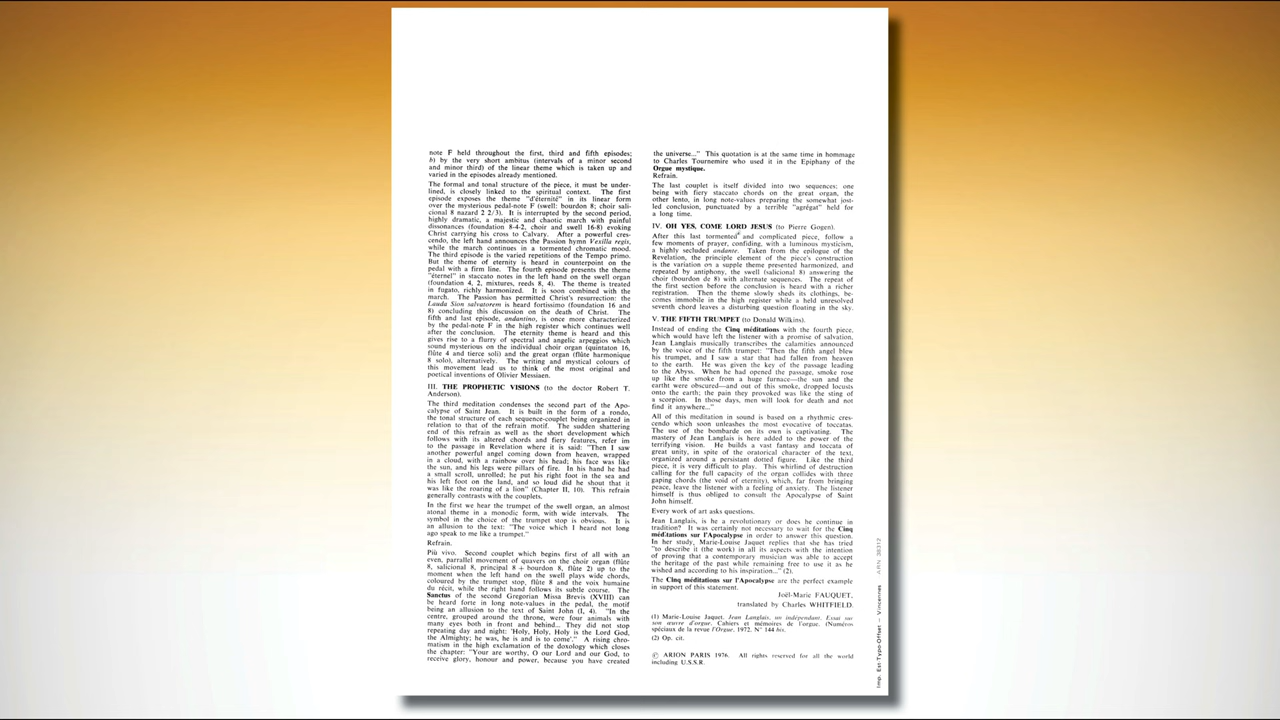 note F held throughout the first, third and fifth episodes;
b) by the very short ambitus (intervals of a minor second
and minor third) of the linear theme which is taken up and
varied in the episodes already mentioned.
The formal and tonal structure of the piece, it must be under-
lined, is closely linked to the spiritual context. The first
episode exposes the theme "d'éternité" in its linear form
over the mysterious pedal-note F (swell: bourdon 8; choir sali-
cional 8 nazard 2 2/3). It is interrupted by the second period,
highly dramatic, a majestic and chaotic march with painful
dissonances (foundation 8-4-2, choir and swell 16-8) evoking
Christ carrying his cross to Calvary. After a powerful cres-
cendo, the left hand announces the Passion hymn Vexilla regis,
while the march continues in a tormented chromatic mood.
The third episode is the varied repetitions of the Tempo primo.
But the theme of eternity is heard in counterpoint on the
pedal with a firm line. The fourth episode presents the theme
"éternel" in staccato notes in the left hand on the swell organ
(foundation 4, 2, mixtures, reeds 8, 4). The theme is treated
in fugato, richly harmonized. It is soon combined with the
march. The Passion has permitted Christ's resurrection: the
Lauda Sion salvatorem is heard fortissimo (foundation 16 and
8) concluding this discussion on the death of Christ. The
fifth and last episode, andantino, is once more characterized
by the pedal-note F in the high register which continues well
after the conclusion. The eternity theme is heard and this
gives rise to a flurry of spectral and angelic arpeggios which
sound mysterious on the individual choir organ (quintaton 16,
flûte 4 and tierce soli) and the great organ (flûte harmonique
8 solo), alternatively. The writing and mystical colours of
this movement lead us to think of the most original and
poetical inventions of Olivier Messiaen.
III. THE PROPHETIC VISIONS (to the doctor Robert T.
Anderson).
The third meditation condenses the second part of the Apo-
calypse of Saint Jean. It is built in the form of a rondo,
the tonal structure of each sequence-couplet being organized in
relation to that of the refrain motif. The sudden shattering
end of this refrain as well as the short development which
follows with its altered chords and fiery features, refer im
to the passage in Revelation where it is said: "Then I saw
another powerful angel coming down from heaven, wrapped
in a cloud, with a rainbow over his head; his face was like
the sun, and his legs were pillars of fire. In his hand he had
a small scroll, unrolled; he put his right foot in the sea and
his left foot on the land, and so loud did he shout that it
was like the roaring of a lion" (Chapter II, 10). This refrain
generally contrasts with the couplets.
In the first we hear the trumpet of the swell organ, an almost
atonal theme in a monodic form, with wide intervals. The
symbol in the choice of the trumpet stop is obvious. It is
an allusion to the text: "The voice which I heard not long
ago speak to me like a trumpet."
Refrain.
Più vivo. Second couplet which begins first of all with an
even, parrallel movement of quavers on the choir organ (flûte
8, salicional 8, principal 8 + bourdon 8, flûte 2) up to the
moment when the left hand on the swell plays wide chords,
coloured by the trumpet stop, flûte 8 and the voix humaine
du récit, while the right hand follows its subtle course. The
Sanctus of the second Gregorian Missa Brevis (XVIII) can
be heard forte in long note-values in the pedal, the motif
being an allusion to the text of Saint John (I, 4). "In the
centre, grouped around the throne, were four animals with
many eyes both in front and behind... They did not stop
repeating day and night: 'Holy, Holy, Holy is the Lord God,
the Almighty; he was, he is and is to come'." A rising chro-
matism in the high exclamation of the doxology which closes
the chapter: "Your are worthy, O our Lord and our God, to
receive glory, honour and power, because you have created
the universe..." This quotation is at the same time in hommage
to Charles Tournemire who used it in the Epiphany of the
Orgue mystique.
Refrain.
The last couplet is itself divided into two sequences: one
being with fiery staccato chords on the great organ, the
other lento, in long note-values preparing the somewhat jost-
led conclusion, punctuated by a terrible "agrégat" held for
a long time.
IV. OH YES, COME LORD JESUS (to Pierre Gogen).
After this last tormented and complicated piece, follow a
few moments of prayer, confiding, with a luminous mysticism,
a highly secluded andante. Taken from the epilogue of the
Revelation, the principle element of the piece's construction
is the variation on a supple theme presented harmonized, and
repeated by antiphony, the swell (salicional 8) answering the
choir (bourdon de 8) with alternate sequences. The repeat of
the first section before the conclusion is heard with a richer
registration. Then the theme slowly sheds its clothings, be-
comes immobile in the high register while a held unresolved
seventh chord leaves a disturbing question floating in the sky.
V. THE FIFTH TRUMPET (to Donald Wilkins).
Instead of ending the Cinq méditations with the fourth piece,
which would have left the listener with a promise of salvation,
Jean Langlais musically transcribes the calamities announced
by the voice of the fifth trumpet: "Then the fifth angel blew
his trumpet, and I saw a star that had fallen from heaven
to the earth. He was given the key of the passage leading
to the Abyss. When he had opened the passage, smoke rose
up like the smoke from a huge furnace—the sun and the
eartht were obscured—and out of this smoke, dropped locusts
onto the earth; the pain they provoked was like the sting of
a scorpion. In those days, men will look for death and not
find it anywhere..."
All of this meditation in sound is based on a rhythmic cres-
cendo which soon unleashes the most evocative of toccatas.
The use of the bombarde on its own is captivating. The
mastery of Jean Langlais is here added to the power of the
terrifying vision. He builds a vast fantasy and toccata of
great unity, in spite of the oratorical character of the text,
organized around a persistant dotted figure. Like the third
piece, it is very difficult to play. This whirlind of destruction
calling for the full capacity of the organ collides with three
gaping chords (the void of eternity), which, far from bringing
peace, leave the listener with a feeling of anxiety. The listener
himself is thus obliged to consult the Apocalypse of Saint
John himself.
Every work of art asks questions.
Jean Langlais, is he a revolutionary or does he continue in
tradition? It was certainly not necessary to wait for the Cinq
méditations sur l'Apocalypse in order to answer this question.
In her study, Marie-Louise Jaquet replies that she has tried
"to describe it (the work) in all its aspects with the intention
of proving that a contemporary musician was able to accept
the heritage of the past while remaining free to use it as he
wished and according to his inspiration..." (2).
The Cinq méditations sur l'Apocalypse are the perfect example
in support of this statement.
Joël-Marie FAUQUET.
translated by Charles WHITFIELD.
(1) Marie-Louise Jaquet. Jean Langlais, un indépendant. Essai sur
son œuvre d'orgue. Cahiers et mémoires de l'orgue. (Numéros
spéciaux de la revue l'Orgue. 1972. N° 144 bis.
(2) Op. cit.
© ARION PARIS 1976. All rights reserved for all the world
including U.S.S.R.
Imp. Est-Typo-Offset — Vincennes ARN 38312